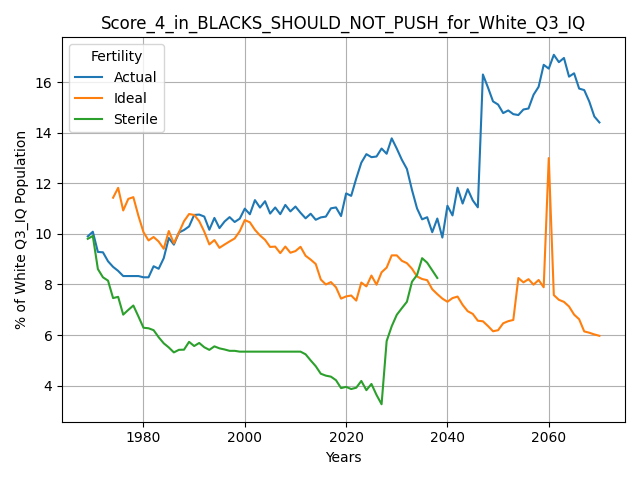 Score_4_in_BLACKS_SHOULD_NOT_PUSH_for_White_Q3_IQ
Fertility
Actual
Ideal
Sterile
% of White Q3_IQ Population
16
14
12
10
8
6
4
1980 2000 2020 2040 2060
Years